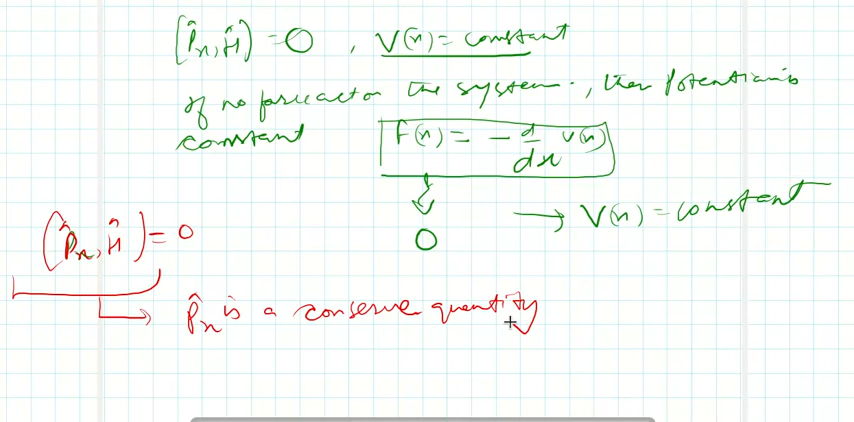 (P̂x, Ĥ) = 0 , V(x) = constant
If no force act on the system , then Potential is
constant F(x) = - d/dx V(x)
→ V(x) = constant
0
(P̂x, Ĥ) = 0
→ P̂x is a conserve quantity